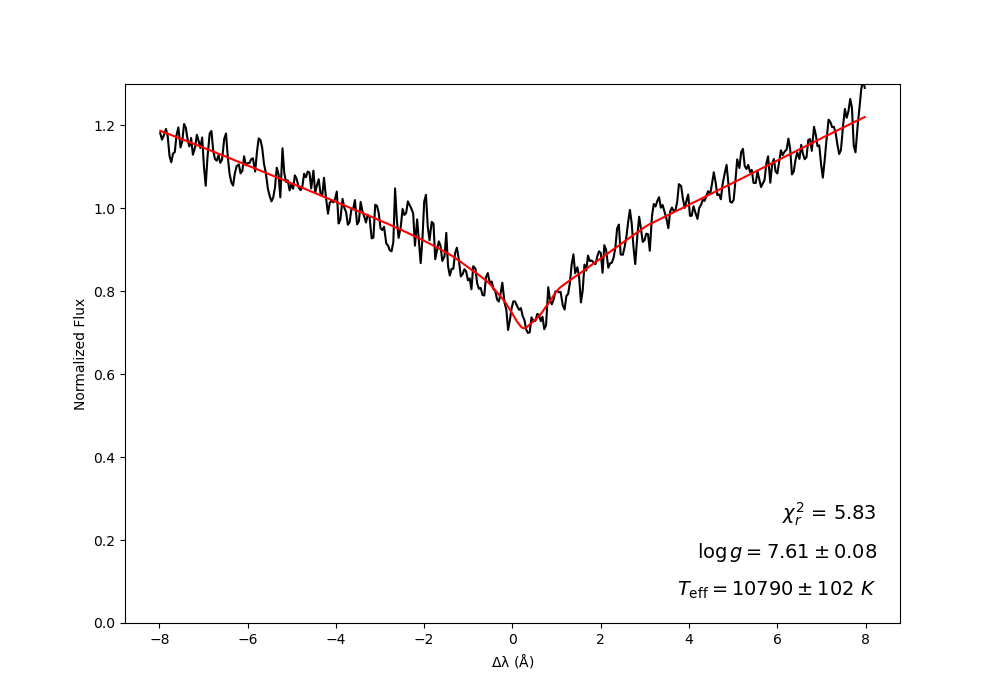 1.2
1.0
0.8
0.6
0.4
0.2
0.0
Normalized Flux
χ²ᵣ = 5.83
log g = 7.61 ± 0.08
T_eff = 10790 ± 102 K
−8 −6 −4 −2 0 2 4 6 8
Δλ (Å)